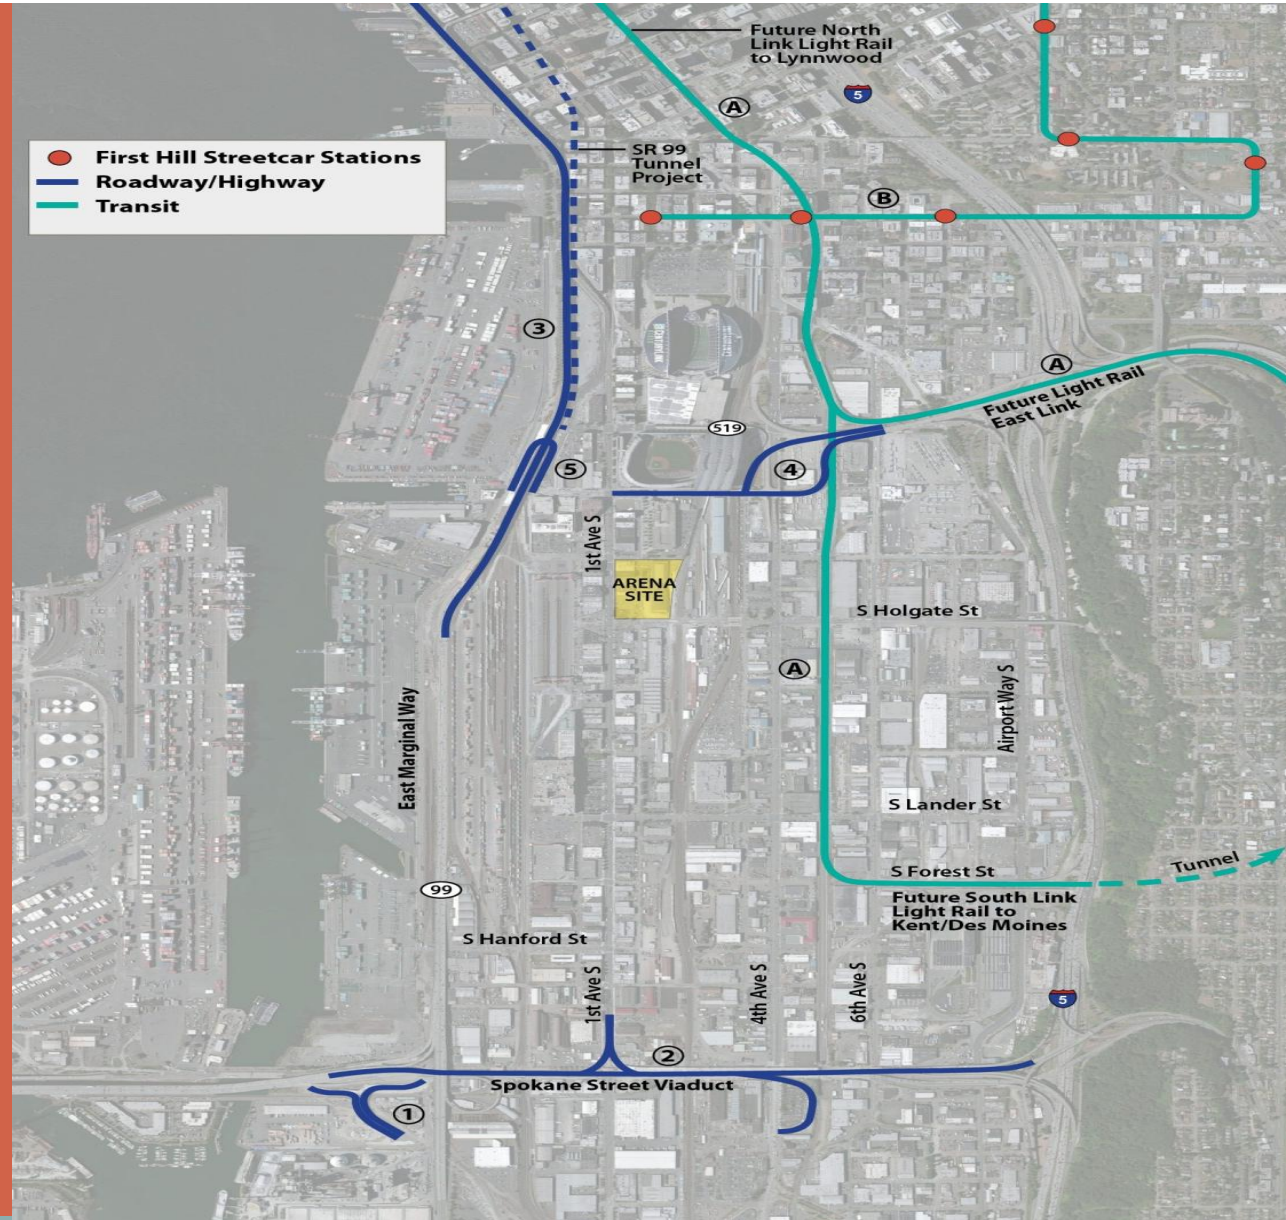 Future North
Link Light Rail
to Lynnwood
A
5
First Hill Streetcar Stations
Roadway/Highway
Transit
SR 99
Tunnel
Project
B
3
A
Future Light Rail
East Link
519
5
4
1st Ave S
ARENA
SITE
S Holgate St
A
East Marginal Way
Airport Way S
S Lander St
S Forest St
Tunnel
99
Future South Link
Light Rail to
Kent/Des Moines
S Hanford St
1st Ave S
4th Ave S
6th Ave S
5
2
Spokane Street Viaduct
1